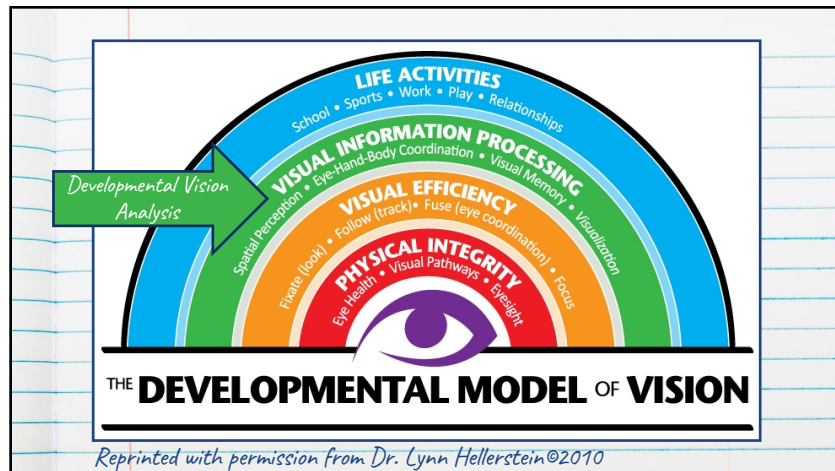 LIFE ACTIVITIES
School • Sports • Work • Play • Relationships
VISUAL INFORMATION PROCESSING
Spatial Perception • Eye-Hand-Body Coordination • Visual Memory • Visualization
VISUAL EFFICIENCY
Fixate (look) • Follow (track) • Fuse (eye coordination) • Focus
PHYSICAL INTEGRITY
Eye Health • Visual Pathways • Eyesight
Developmental Vision
Analysis
THE DEVELOPMENTAL MODEL OF VISION
Reprinted with permission from Dr. Lynn Hellerstein©2010